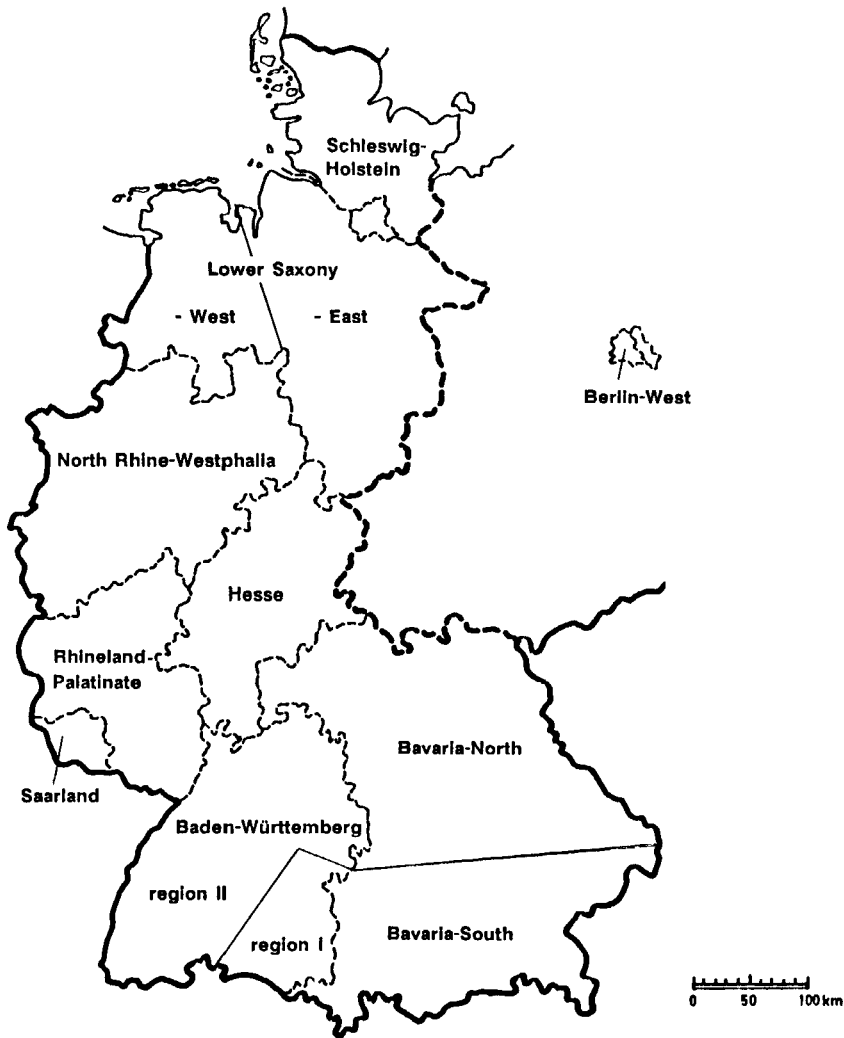 Schleswig-
Holstein
Lower Saxony
- West
- East
Berlin-West
North Rhine-Westphalia
Hesse
Rhineland-
Palatinate
Bavaria-North
Saarland
Baden-Württemberg
region II
region I
Bavaria-South
0 50 100 km